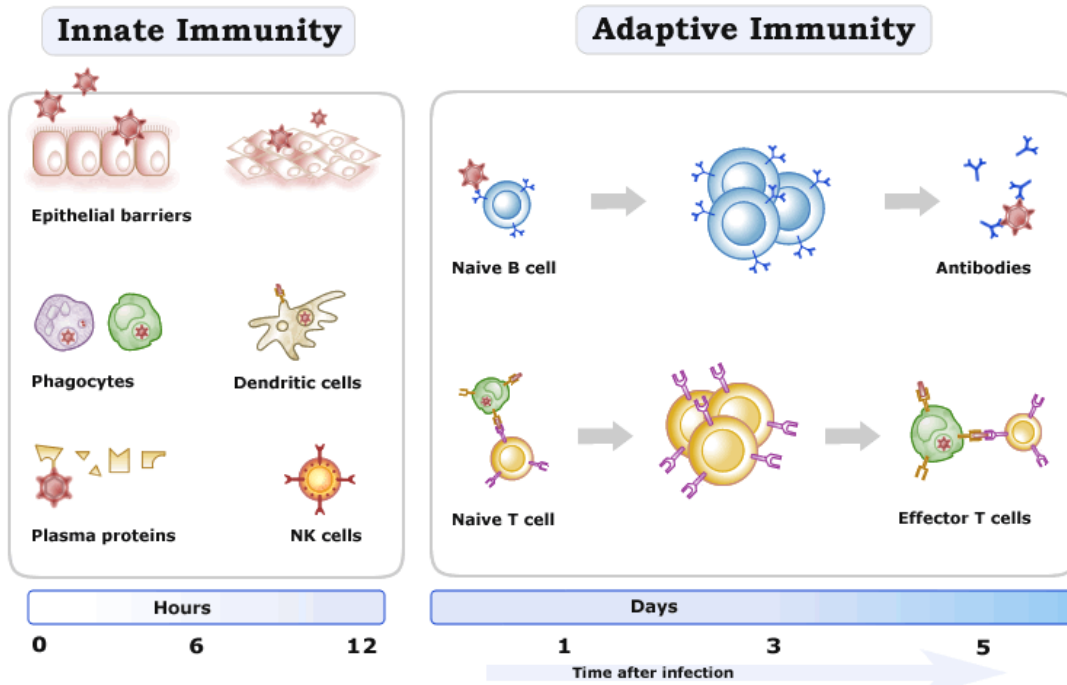 Innate Immunity
Adaptive Immunity
Epithelial barriers
Phagocytes
Dendritic cells
Plasma proteins
NK cells
Naive B cell
Antibodies
Naive T cell
Effector T cells
Hours
0 6 12
Days
1 3 5
Time after infection